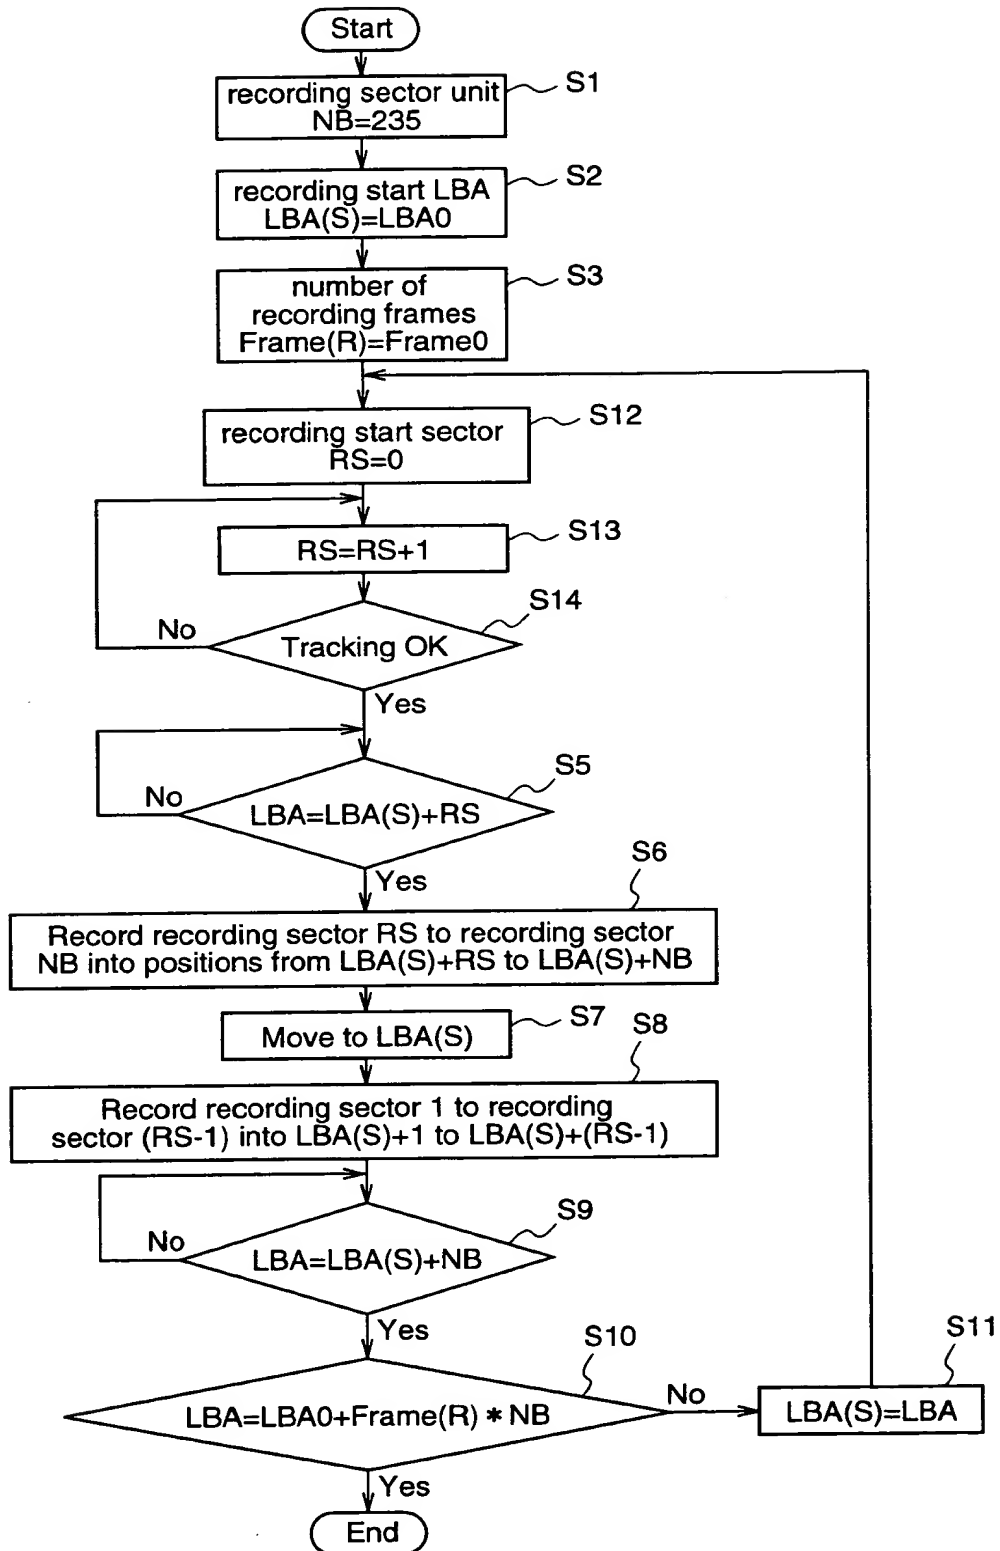 Start
recording sector unit
NB=235
S1
recording start LBA
LBA(S)=LBA0
S2
number of
recording frames
Frame(R)=Frame0
S3
recording start sector
RS=0
S12
RS=RS+1
S13
Tracking OK
S14
No
Yes
LBA=LBA(S)+RS
S5
No
Yes
S6
Record recording sector RS to recording sector
NB into positions from LBA(S)+RS to LBA(S)+NB
Move to LBA(S)
S7
S8
Record recording sector 1 to recording
sector (RS-1) into LBA(S)+1 to LBA(S)+(RS-1)
LBA=LBA(S)+NB
S9
No
Yes
S10
LBA=LBA0+Frame(R)*NB
No
S11
LBA(S)=LBA
Yes
End